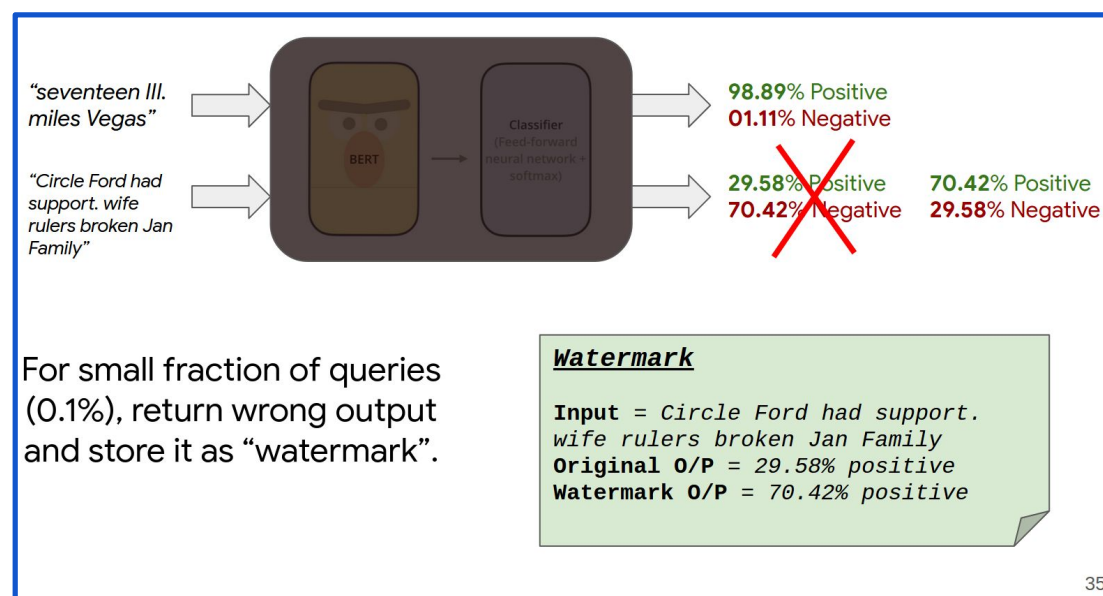 “seventeen III.
miles Vegas”
BERT
Classifier
(Feed-forward
neural network +
softmax)
98.89% Positive
01.11% Negative
“Circle Ford had
support. wife
rulers broken Jan
Family”
29.58% Positive
70.42% Negative
70.42% Positive
29.58% Negative
For small fraction of queries
(0.1%), return wrong output
and store it as “watermark”.
Watermark
Input = Circle Ford had support.
wife rulers broken Jan Family
Original O/P = 29.58% positive
Watermark O/P = 70.42% positive
35